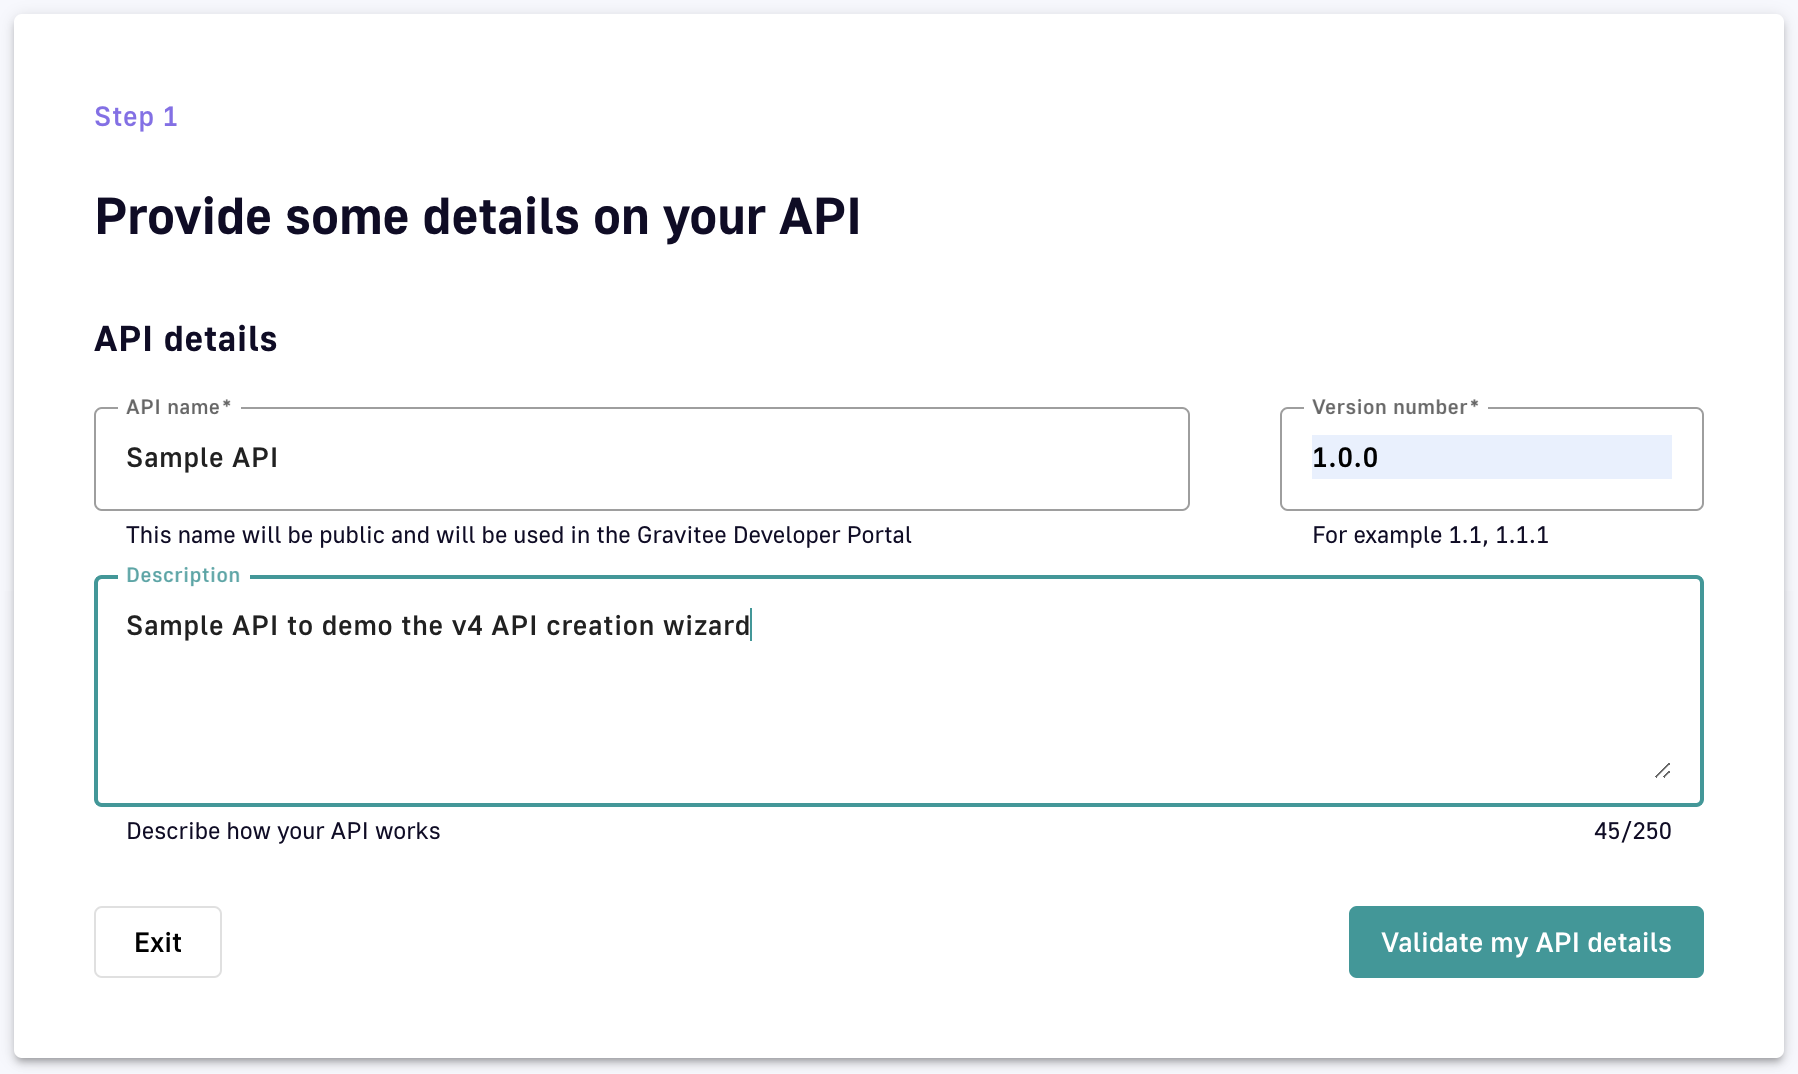 Step 1
Provide some details on your API
API details
API name*
Sample API
This name will be public and will be used in the Gravitee Developer Portal
Version number*
1.0.0
For example 1.1, 1.1.1
Description
Sample API to demo the v4 API creation wizard
Describe how your API works
45/250
Exit
Validate my API details